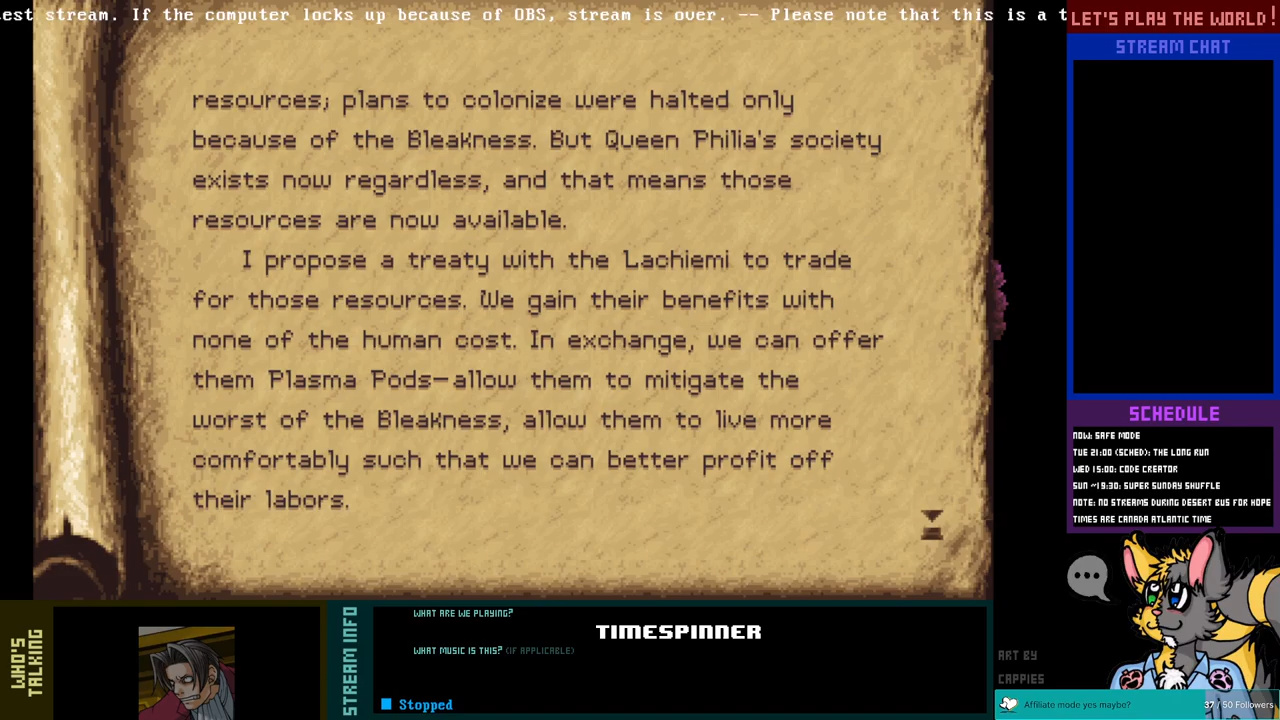 est stream. If the computer locks up because of OBS, stream is over. -- Please note that this is a t
LET'S PLAY THE WORLD!
STREAM CHAT
resources; plans to colonize were halted only
because of the Bleakness. But Queen Philia's society
exists now regardless, and that means those
resources are now available.
I propose a treaty with the Lachiemi to trade
for those resources. We gain their benefits with
none of the human cost. In exchange, we can offer
them Plasma Pods—allow them to mitigate the
worst of the Bleakness, allow them to live more
comfortably such that we can better profit off
their labors.
SCHEDULE
NOW: SAFE MODE
TUE 21:00 (SCHED): THE LONG RUN
WED 15:00: CODE CREATOR
SUN ~19:30: SUPER SUNDAY SHUFFLE
NOTE: NO STREAMS DURING DESERT BUS FOR HOPE
TIMES ARE CANADA ATLANTIC TIME
WHO'S
TALKING
STREAM INFO
WHAT ARE WE PLAYING?
TIMESPINNER
WHAT MUSIC IS THIS? (IF APPLICABLE)
Stopped
ART BY
CAPPIES
Affiliate mode yes maybe?
37 / 50 Followers